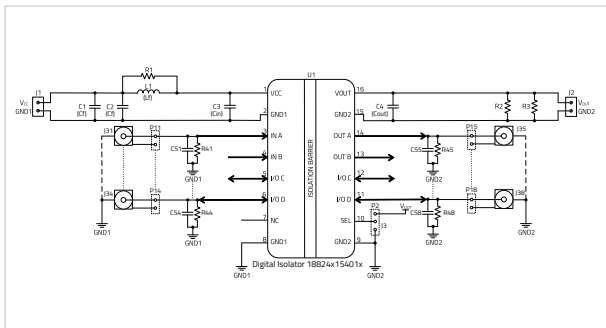 R1
U1
J1
L1
(Lf)
1
VCC
VOUT
16
J2
VCC
GND1
C1
(Cf)
C2
(Cf)
C3
(Cin)
C4
(Cout)
R2
R3
VOUT
GND2
2
GND1
GND2
15
J31
P11
3
IN A
OUT A
14
P15
J35
C51
R41
C55
R45
4
IN B
OUT B
13
GND1
GND2
5
I/O C
I/O C
12
ISOLATION BARRIER
J34
P14
6
I/O D
I/O D
11
P18
J38
C54
R44
P2
VOUT
C58
R48
7
NC
SEL
10
J3
GND1
GND1
GND2
GND2
8
GND1
GND2
9
Digital Isolator 18824x15401x
GND1
GND2